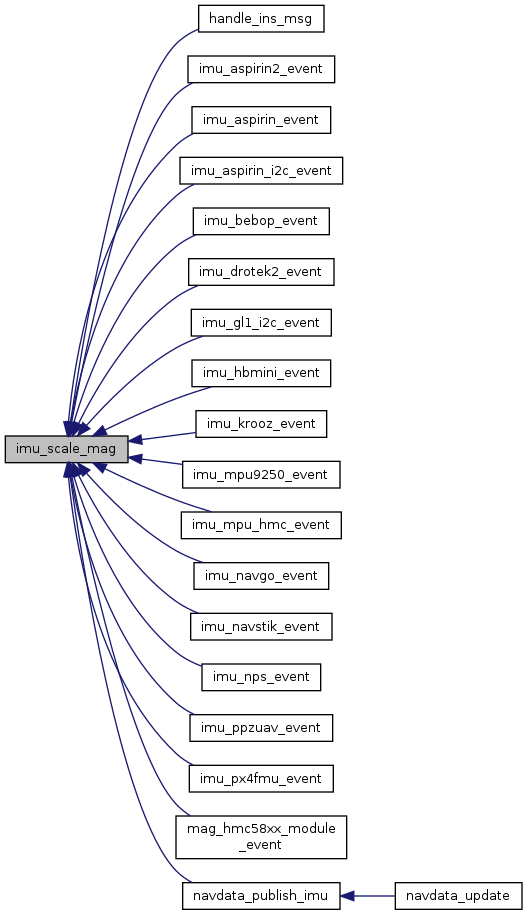 handle_ins_msg
imu_aspirin2_event
imu_aspirin_event
imu_aspirin_i2c_event
imu_bebop_event
imu_drotek2_event
imu_gl1_i2c_event
imu_hbmini_event
imu_krooz_event
imu_scale_mag
imu_mpu9250_event
imu_mpu_hmc_event
imu_navgo_event
imu_navstik_event
imu_nps_event
imu_ppzuav_event
imu_px4fmu_event
mag_hmc58xx_module
_event
navdata_publish_imu
navdata_update